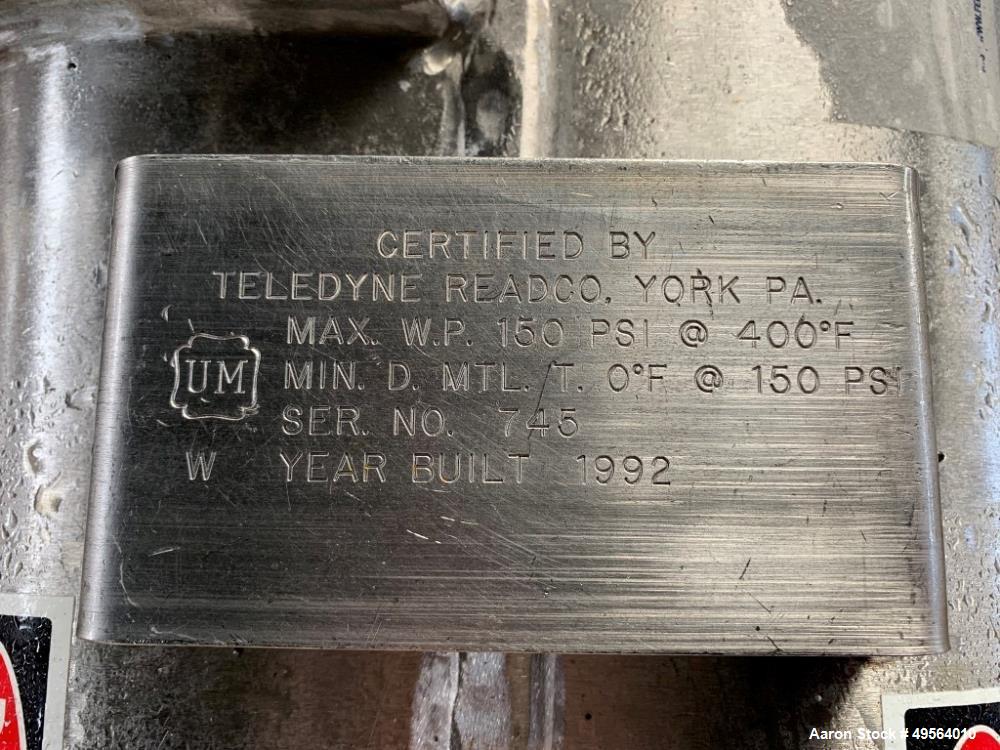 CERTIFIED BY
TELEDYNE READCO, YORK PA.
MAX. W.P. 150 PSI @ 400°F
UM
MIN. D. MTL. T. 0°F @ 150 PSI
SER. NO. 745
W YEAR BUILT 1992
Aaron Stock # 49564010